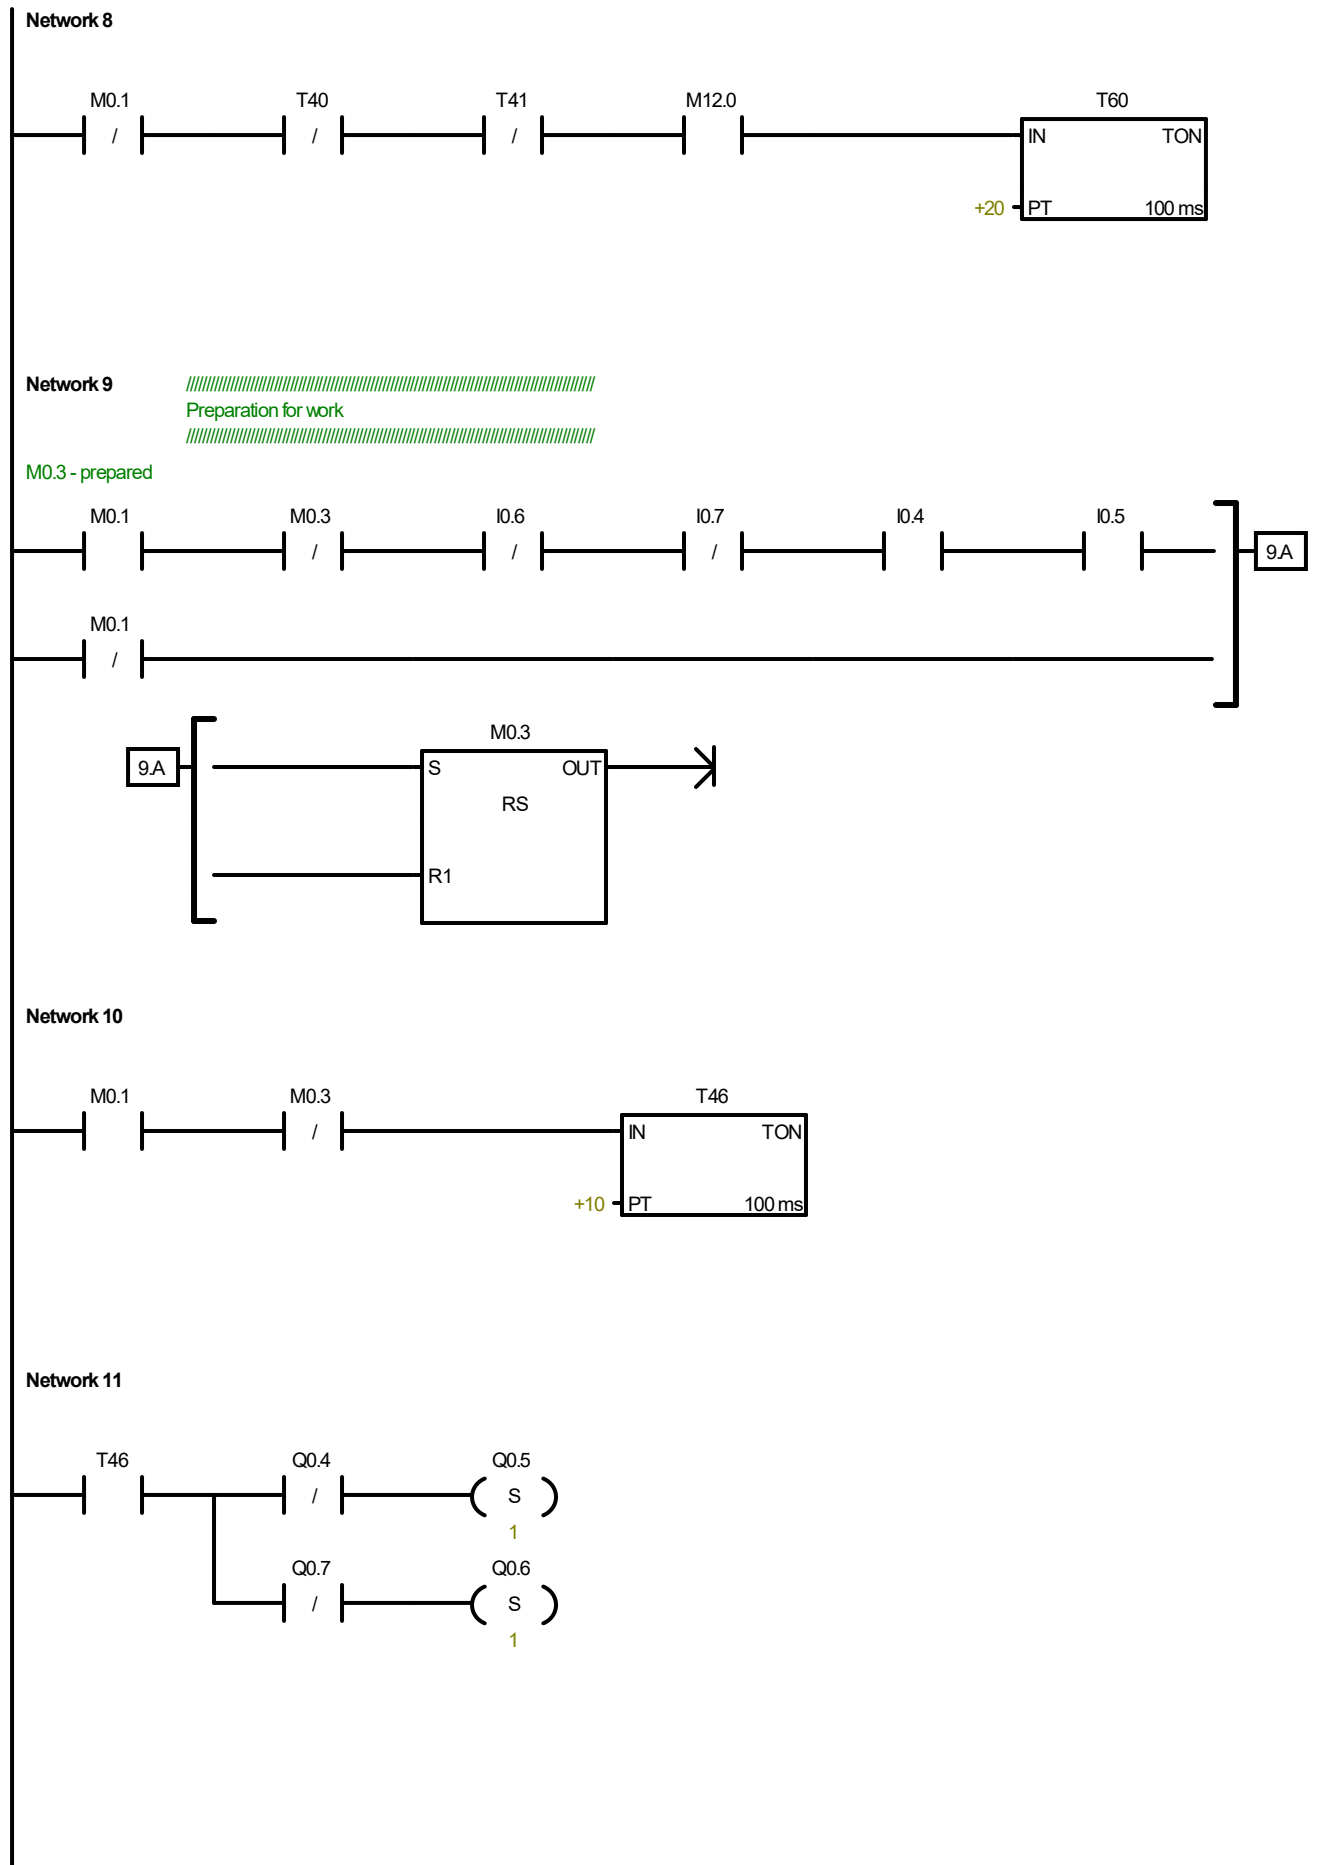 Network 8
M0.1 T40 T41 M12.0 T60
/ / / IN TON
+20 PT 100 ms
Network 9 //////////////////////////////////////////////////////////////////////////////////////////////////////
Preparation for work
//////////////////////////////////////////////////////////////////////////////////////////////////////
M0.3 - prepared
M0.1 M0.3 I0.6 I0.7 I0.4 I0.5
/ / / 9.A
M0.1
/
M0.3
9.A S OUT
RS
R1
Network 10
M0.1 M0.3 T46
/ IN TON
+10 PT 100 ms
Network 11
T46 Q0.4 Q0.5
/ S
1
Q0.7 Q0.6
/ S
1